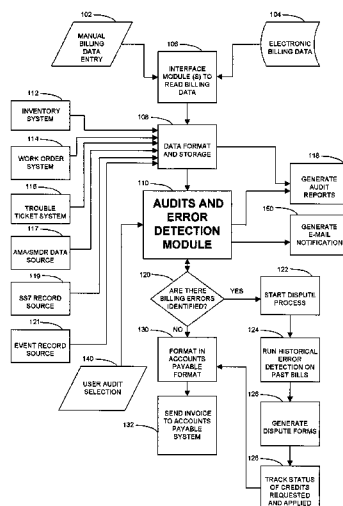 102
MANUAL
BILLING
DATA
ENTRY
104
ELECTRONIC
BILLING DATA
106
INTERFACE
MODULE (S) TO
READ BILLING
DATA
112
INVENTORY
SYSTEM
108
DATA FORMAT
AND STORAGE
114
WORK ORDER
SYSTEM
116
TROUBLE
TICKET SYSTEM
110
AUDITS AND
ERROR
DETECTION
MODULE
118
GENERATE
AUDIT
REPORTS
117
AMA/SMDR DATA
SOURCE
150
GENERATE
E-MAIL
NOTIFICATION
119
SS7 RECORD
SOURCE
120
ARE THERE
BILLING ERRORS
IDENTIFIED?
YES
NO
122
START DISPUTE
PROCESS
121
EVENT RECORD
SOURCE
130
FORMAT IN
ACCOUNTS
PAYABLE
FORMAT
124
RUN HISTORICAL
ERROR
DETECTION ON
PAST BILLS
140
USER AUDIT
SELECTION
132
SEND INVOICE
TO ACCOUNTS
PAYABLE
SYSTEM
GENERATE
DISPUTE FORMS
TRACK STATUS
OF CREDITS
REQUESTED
AND APPLIED